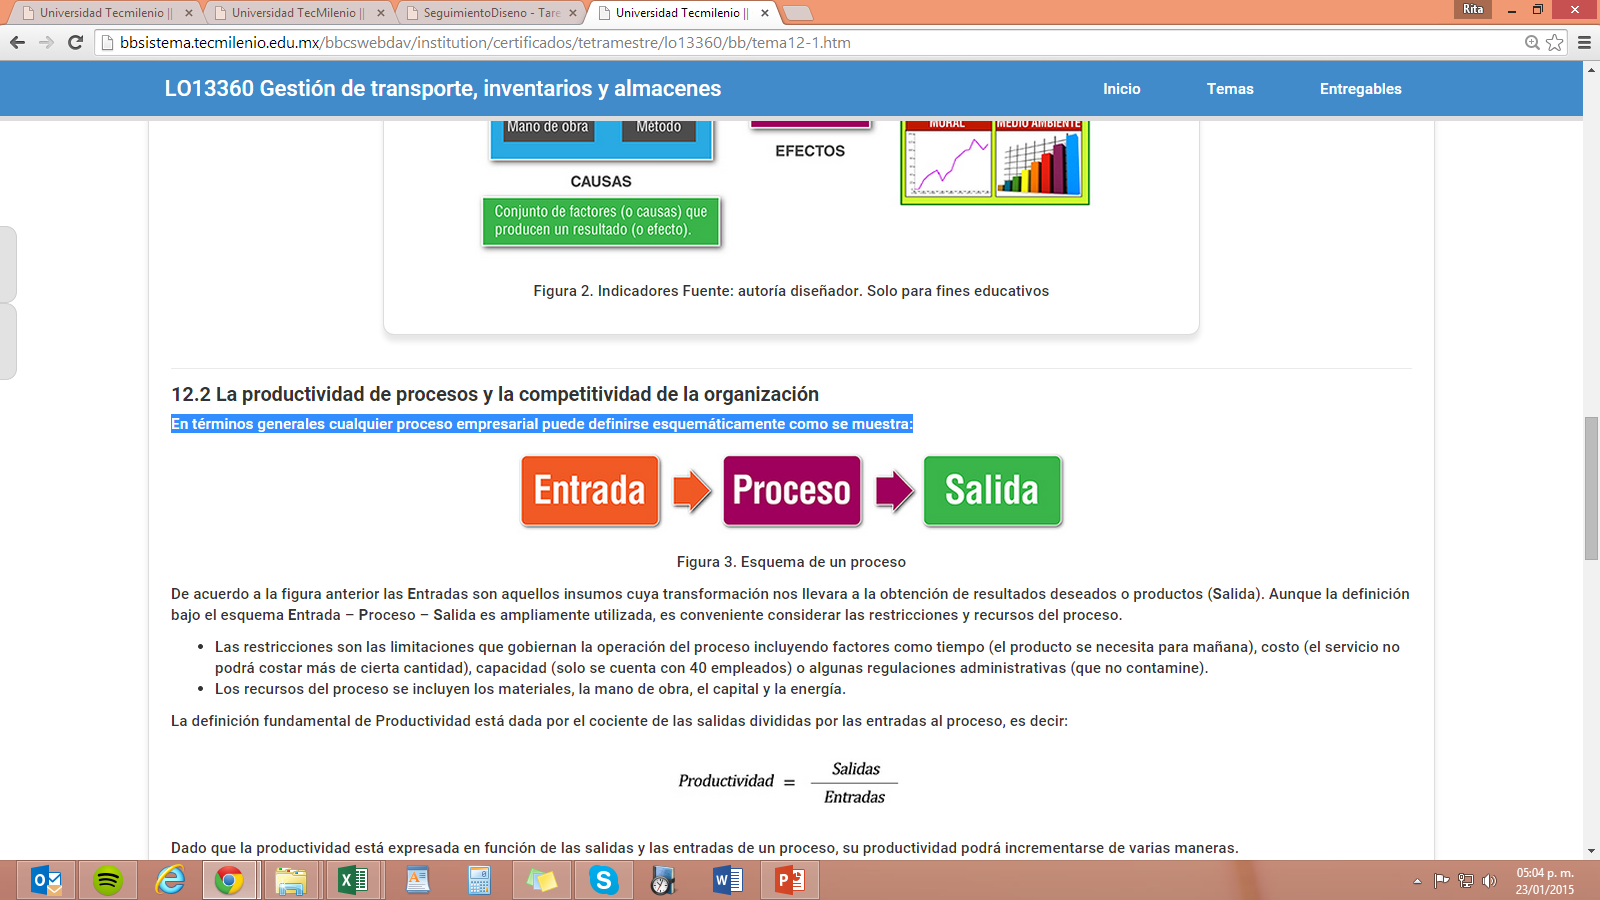 Universidad Tecmilenio ||
Universidad TecMilenio ||
SeguimientoDiseno - Tare
Universidad Tecmilenio ||
Rita
bbsistema.tecmilenio.edu.mx/bbcswebdav/institution/certificados/tetramestre/lo13360/bb/tema12-1.htm
LO13360 Gestión de transporte, inventarios y almacenes
Inicio
Temas
Entregables
Mano de obra
Método
MORAL
MEDIO AMBIENTE
EFECTOS
CAUSAS
Conjunto de factores (o causas) que
producen un resultado (o efecto).
Figura 2. Indicadores Fuente: autoría diseñador. Solo para fines educativos
12.2 La productividad de procesos y la competitividad de la organización
En términos generales cualquier proceso empresarial puede definirse esquemáticamente como se muestra:
Entrada
Proceso
Salida
Figura 3. Esquema de un proceso
De acuerdo a la figura anterior las Entradas son aquellos insumos cuya transformación nos llevara a la obtención de resultados deseados o productos (Salida). Aunque la definición
bajo el esquema Entrada – Proceso – Salida es ampliamente utilizada, es conveniente considerar las restricciones y recursos del proceso.
• Las restricciones son las limitaciones que gobiernan la operación del proceso incluyendo factores como tiempo (el producto se necesita para mañana), costo (el servicio no
podrá costar más de cierta cantidad), capacidad (solo se cuenta con 40 empleados) o algunas regulaciones administrativas (que no contamine).
• Los recursos del proceso se incluyen los materiales, la mano de obra, el capital y la energía.
La definición fundamental de Productividad está dada por el cociente de las salidas divididas por las entradas al proceso, es decir:
Salidas
Productividad =
Entradas
Dado que la productividad está expresada en función de las salidas y las entradas de un proceso, su productividad podrá incrementarse de varias maneras.
05:04 p. m.
23/01/2015